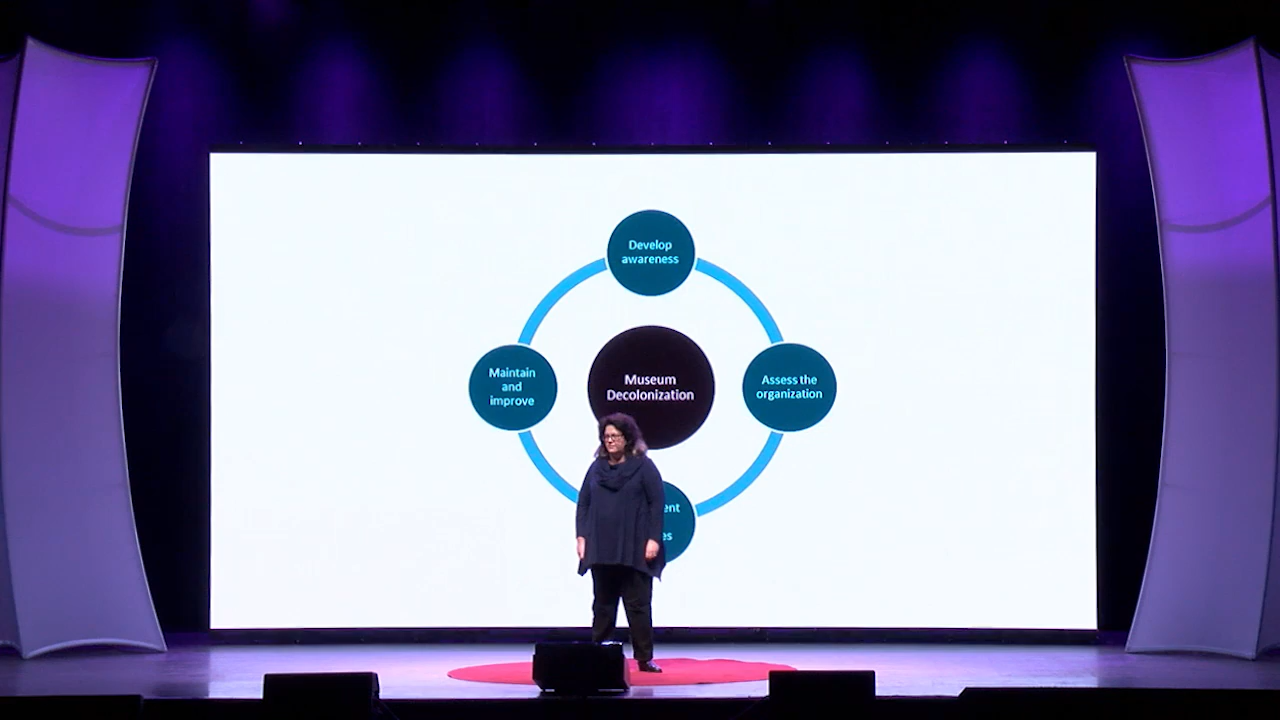 Develop
awareness
Maintain
and
improve
Museum
Decolonization
Assess the
organization